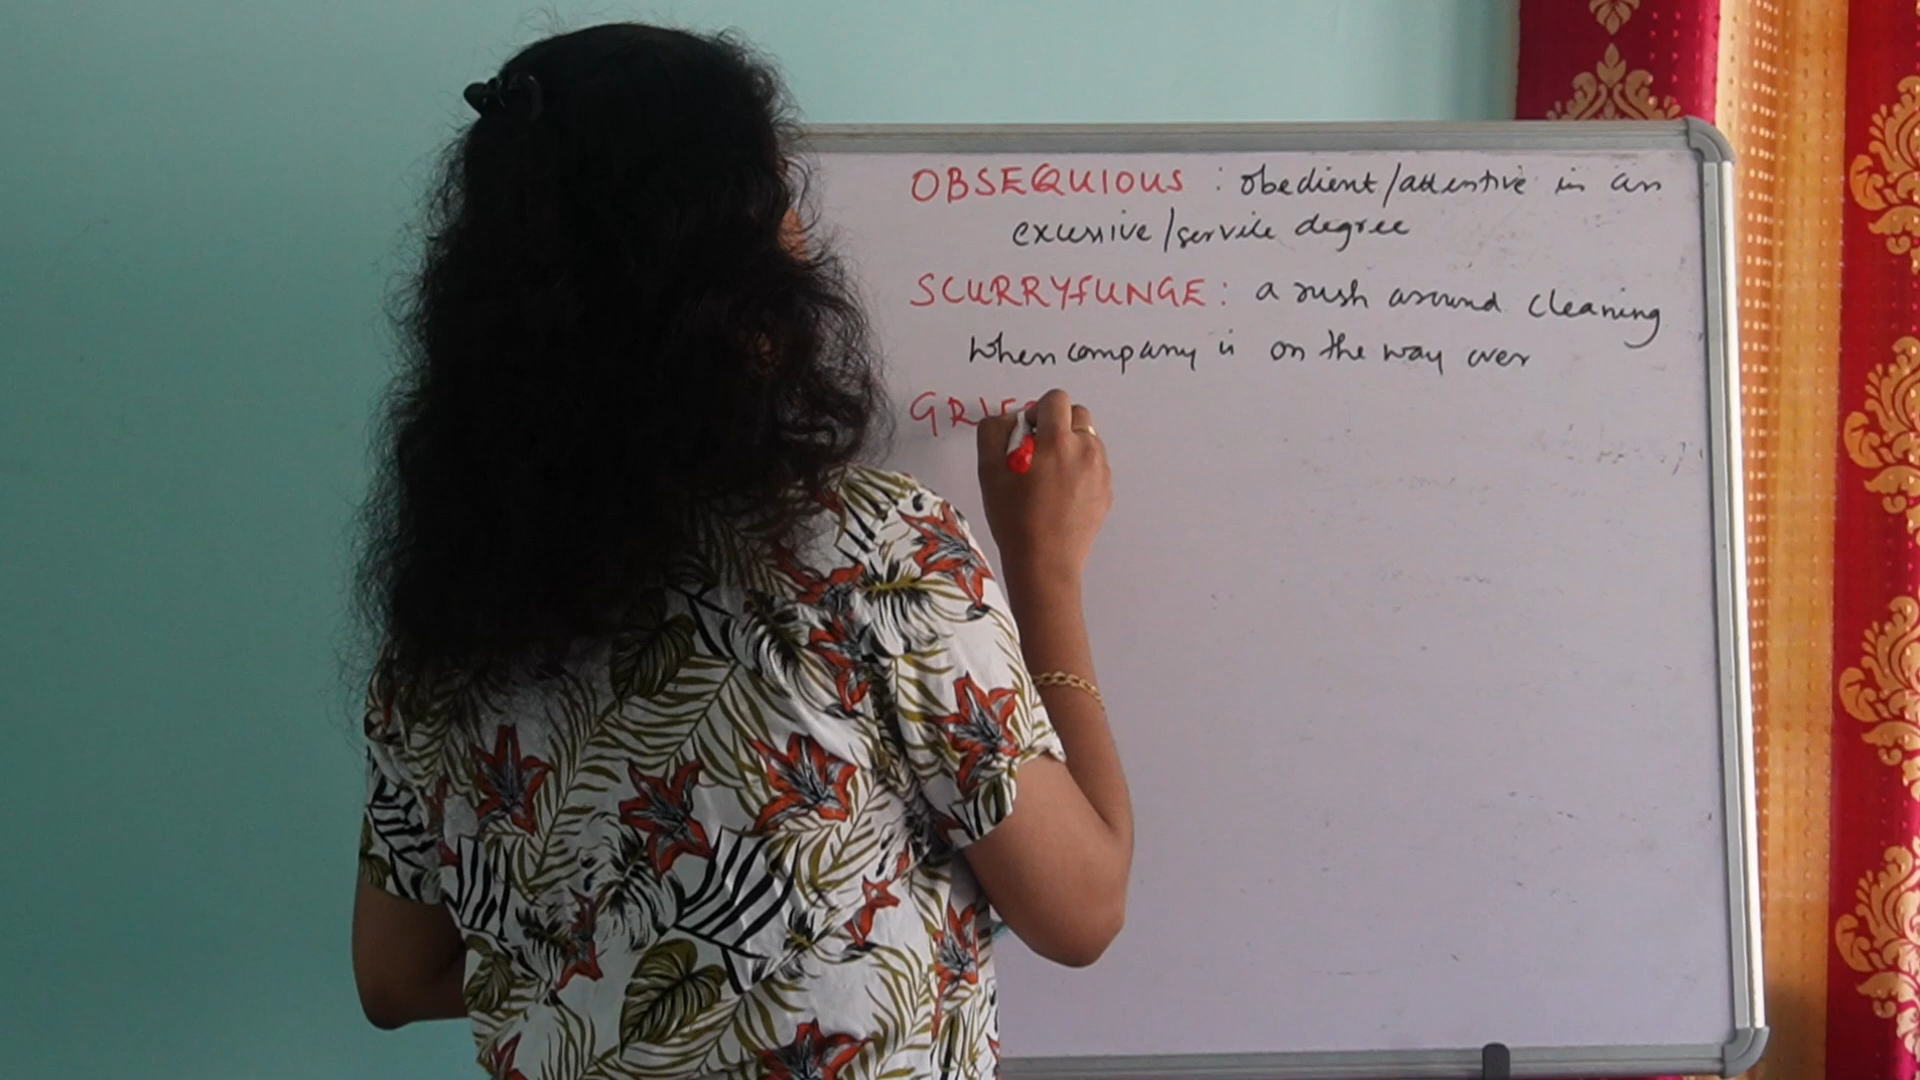 OBSEQUIOUS : obedient/attentive in an
excessive/servile degree
SCURRYFUNGE : a rush around cleaning
when company is on the way over